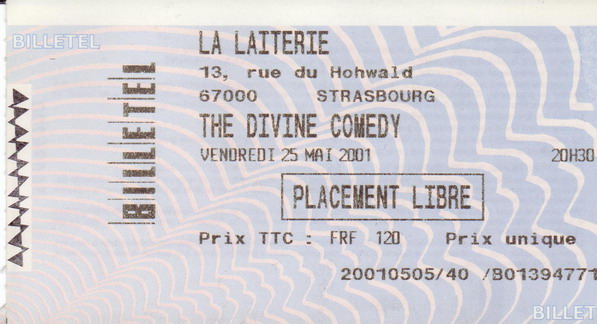 BILLETEL
BILLETEL
LA LAITERIE
13, rue du Hohwald
67000 STRASBOURG
THE DIVINE COMEDY
VENDREDI 25 MAI 2001 20H30
PLACEMENT LIBRE
Prix TTC : FRF 120 Prix unique
20010505/40 /B01394771
BILLETEL